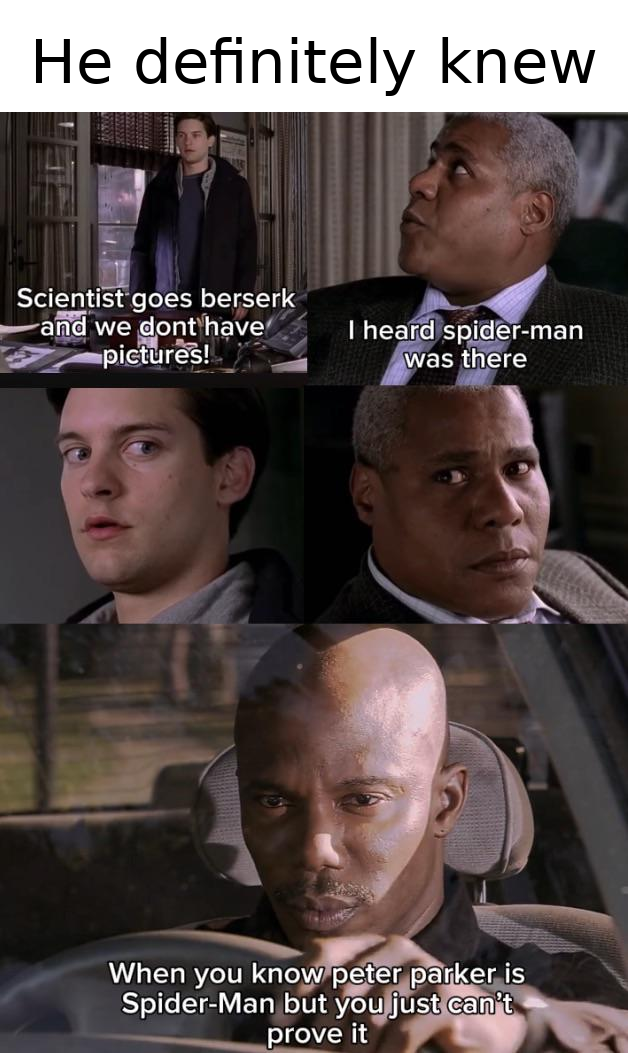 He definitely knew
Scientist goes berserk
and we dont have
pictures!
I heard spider-man
was there
When you know peter parker is
Spider-Man but you just can't
prove it